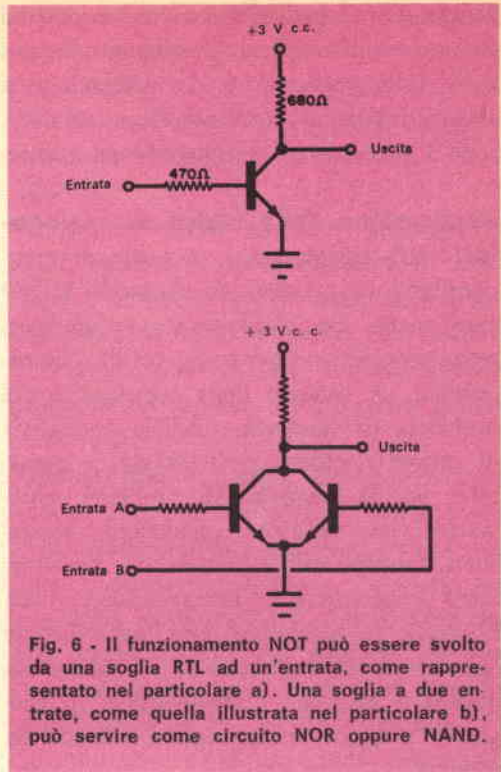 +3 V c.c.
680Ω
Uscita
Entrata
470Ω
+ 3 V c.c.
Uscita
Entrata A
Entrata B
Fig. 6 - Il funzionamento NOT può essere svolto
da una soglia RTL ad un'entrata, come rappre-
sentato nel particolare a). Una soglia a due en-
trate, come quella illustrata nel particolare b),
può servire come circuito NOR oppure NAND.